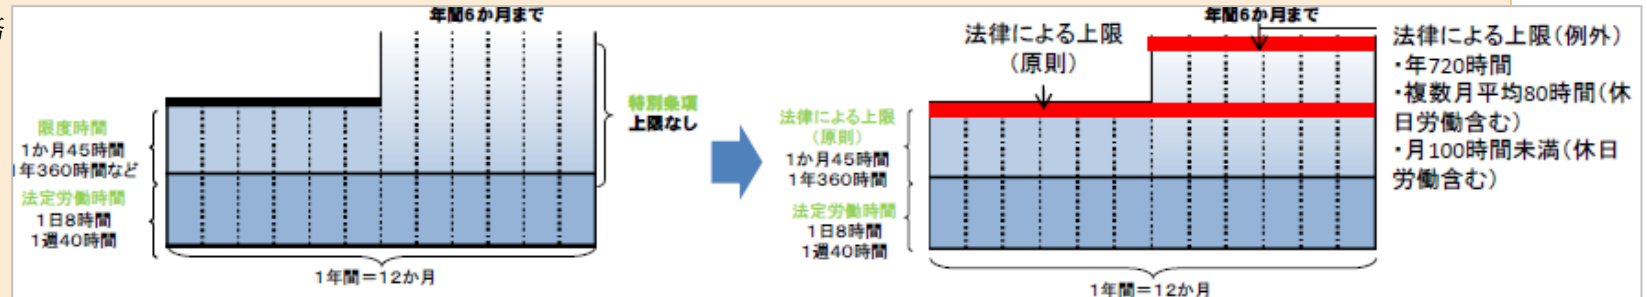 年間6か月まで
限度時間
1か月45時間
1年360時間など
法定労働時間
1日8時間
1週40時間
特別条項
上限なし
1年間＝12か月
年間6か月まで
法律による上限
（原則）
法律による上限
（原則）
1か月45時間
1年360時間
法定労働時間
1日8時間
1週40時間
1年間＝12か月
法律による上限（例外）
・年720時間
・複数月平均80時間（休
日労働含む）
・月100時間未満（休日
労働含む）